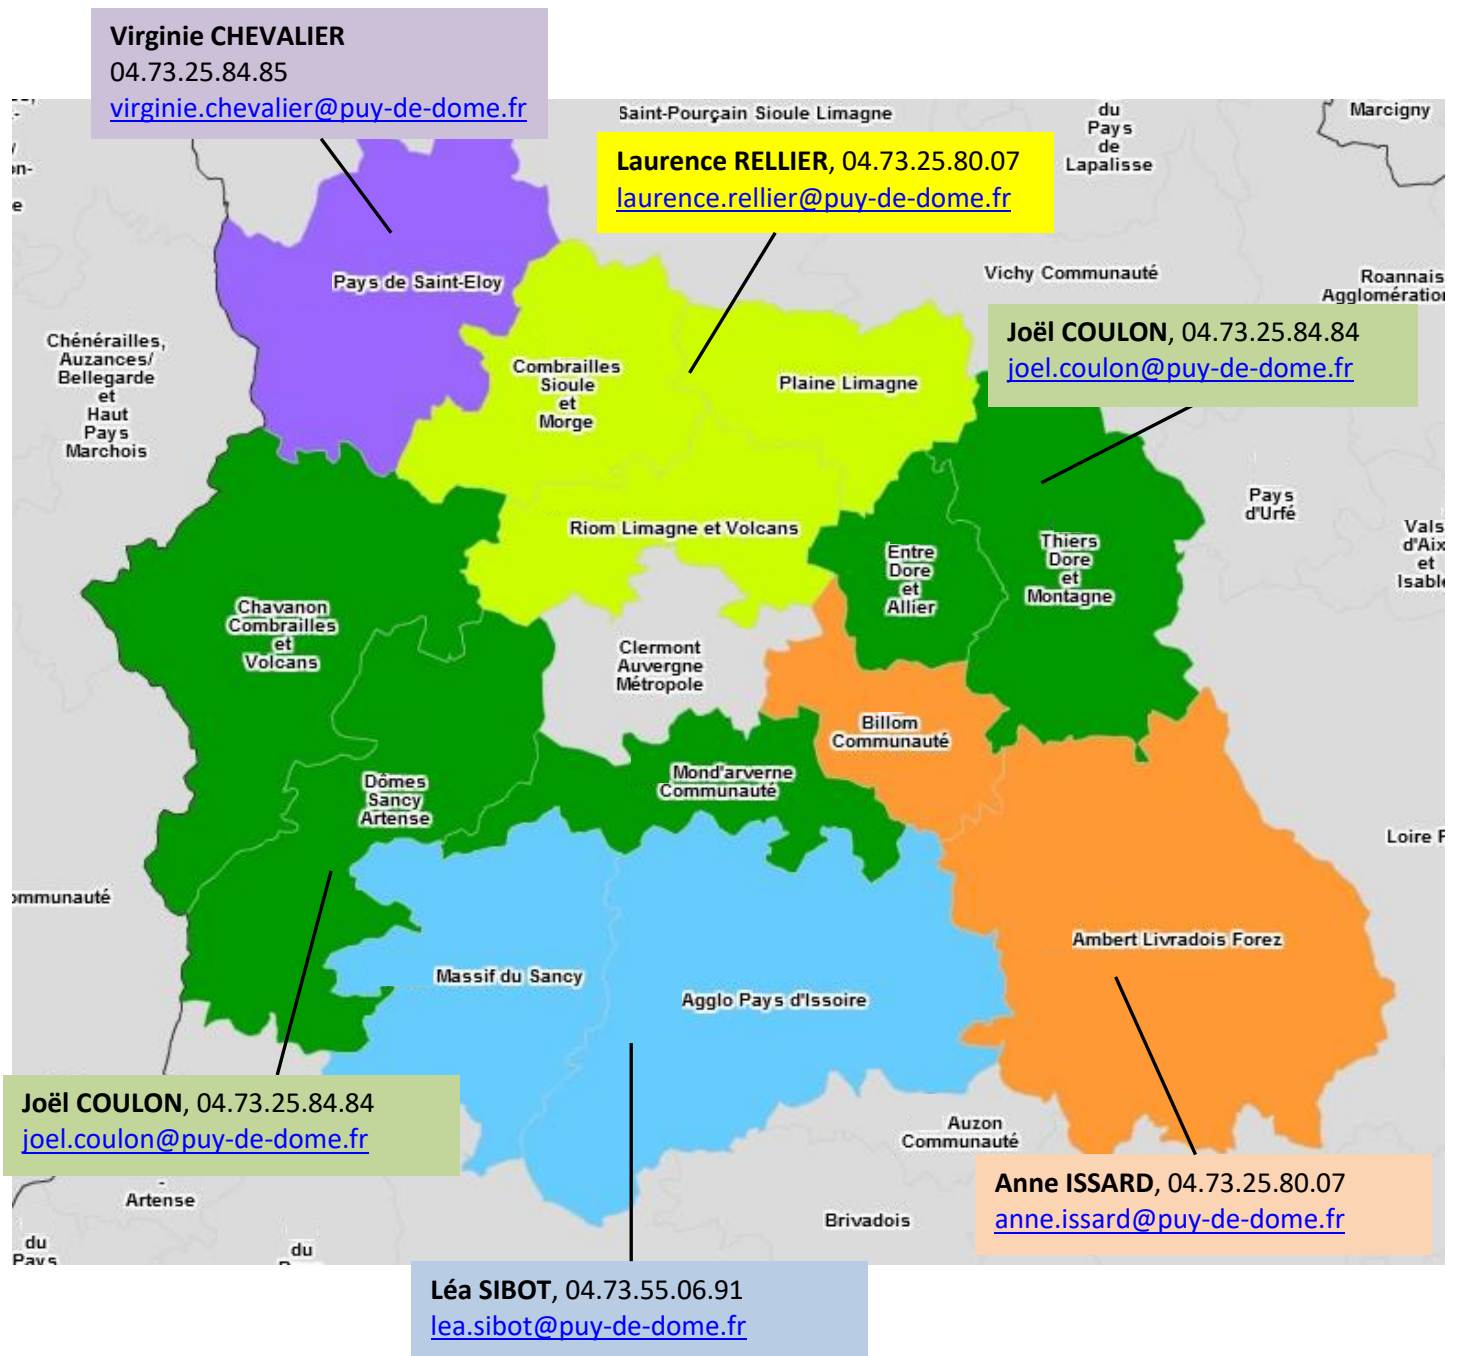 Virginie CHEVALIER
04.73.25.84.85
virginie.chevalier@puy-de-dome.fr
Saint-Pourçain Sioule Limagne
du
Pays
de
Lapalisse
Marcigny
Laurence RELLIER, 04.73.25.80.07
laurence.rellier@puy-de-dome.fr
Pays de Saint-Eloy
Vichy Communauté
Roannais
Agglomération
Joël COULON, 04.73.25.84.84
joel.coulon@puy-de-dome.fr
Chénérailles,
Auzances/
Bellegarde
et
Haut
Pays
Marchois
Combrailles
Sioule
et
Morge
Plaine Limagne
Riom Limagne et Volcans
Entre
Dore
et
Allier
Thiers
Dore
et
Montagne
Pays
d'Urfé
Vals
d'Aix
et
Isable
Chavanon
Combrailles
et
Volcans
Clermont
Auvergne
Métropole
Billom
Communauté
Mond'arverne
Communauté
Dômes
Sancy
Artense
Loire F
ommunauté
Massif du Sancy
Agglo Pays d'Issoire
Ambert Livradois Forez
Joël COULON, 04.73.25.84.84
joel.coulon@puy-de-dome.fr
Auzon
Communauté
Anne ISSARD, 04.73.25.80.07
anne.issard@puy-de-dome.fr
-
Artense
Brivadois
du
Pays
du
Léa SIBOT, 04.73.55.06.91
lea.sibot@puy-de-dome.fr